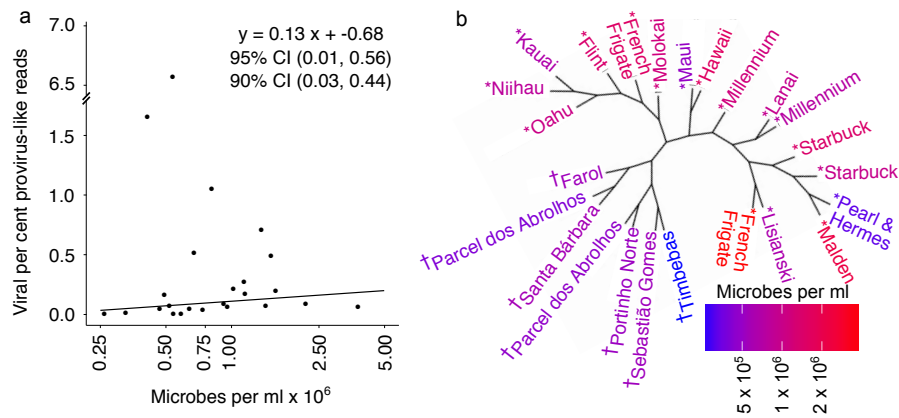 a
y = 0.13 x + -0.68
95% CI (0.01, 0.56)
90% CI (0.03, 0.44)
Viral per cent provirus-like reads
7.0
6.5
1.5
1.0
0.5
0.0
0.25
0.50
0.75
1.00
2.50
5.00
Microbes per ml x 10⁶
b
*Niihau
*Kauai
*Oahu
*Flint
*French
Frigate
*Molokai
*Maui
*Hawaii
*Millennium
*Lanai
*Millennium
*Starbuck
*Starbuck
*Pearl &
Hermes
*Malden
*Lisianski
*French
Frigate
†Timbebas
†Sebastião Gomes
†Portinho Norte
†Parcel dos Abrolhos
†Santa Bárbara
†Parcel dos Abrolhos
†Farol
Microbes per ml
5 x 10⁵
1 x 10⁶
2 x 10⁶